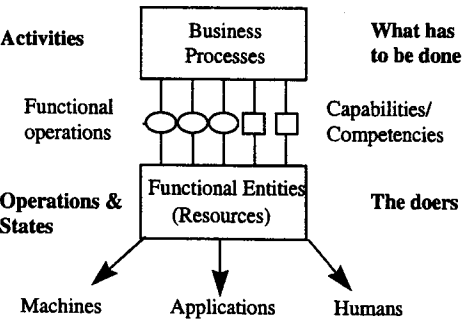 Activities
Business
Processes
What has
to be done
Functional
operations
Capabilities/
Competencies
Operations &
States
Functional Entities
(Resources)
The doers
Machines
Applications
Humans